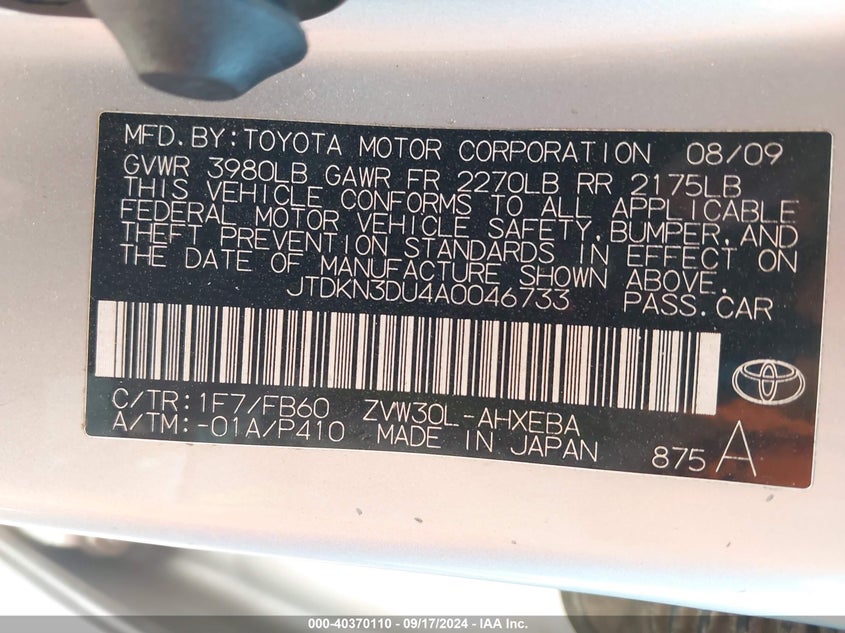 MFD.BY:TOYOTA MOTOR CORPORATION 08/09
GVWR 3980LB GAWR FR 2270LB RR 2175LB
THIS VEHICLE CONFORMS TO ALL APPLICABLE
FEDERAL MOTOR VEHICLE SAFETY,BUMPER,AND
THEFT PREVENTION STANDARDS IN EFFECT ON
THE DATE OF MANUFACTURE SHOWN ABOVE.
JTDKN3DU4A0046733 PASS.CAR
C/TR:1F7/FB60 ZVW30L-AHXEBA
A/TM:-01A/P410 MADE IN JAPAN 875 A
000-40370110 - 09/17/2024 - IAA Inc.